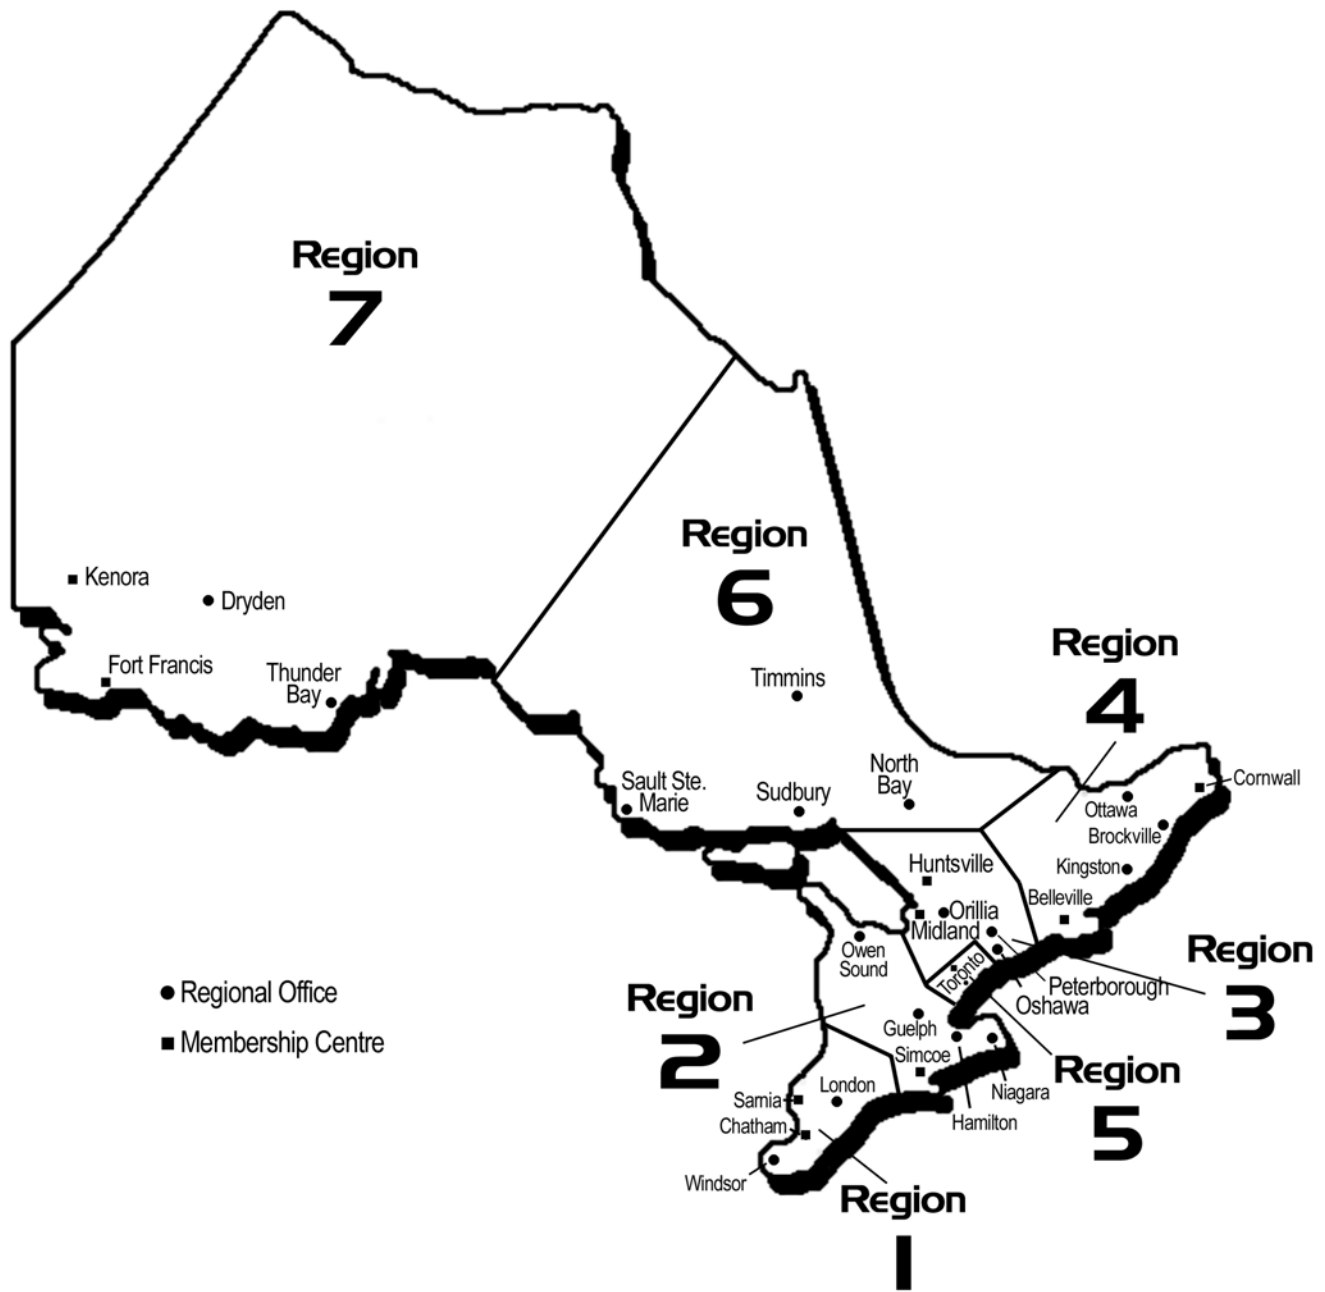 Region
7
Region
6
Kenora
Dryden
Region
4
Fort Francis
Thunder
Bay
Timmins
North
Bay
Sault Ste.
Marie
Sudbury
Cornwall
Ottawa
Brockville
Huntsville
Kingston
Belleville
Orillia
Midland
Owen
Sound
Toronto
Region
3
Peterborough
Oshawa
Regional Office
Membership Centre
Region
2
Guelph
Simcoe
Region
5
Niagara
Hamilton
Sarnia
London
Chatham
Windsor
Region
1